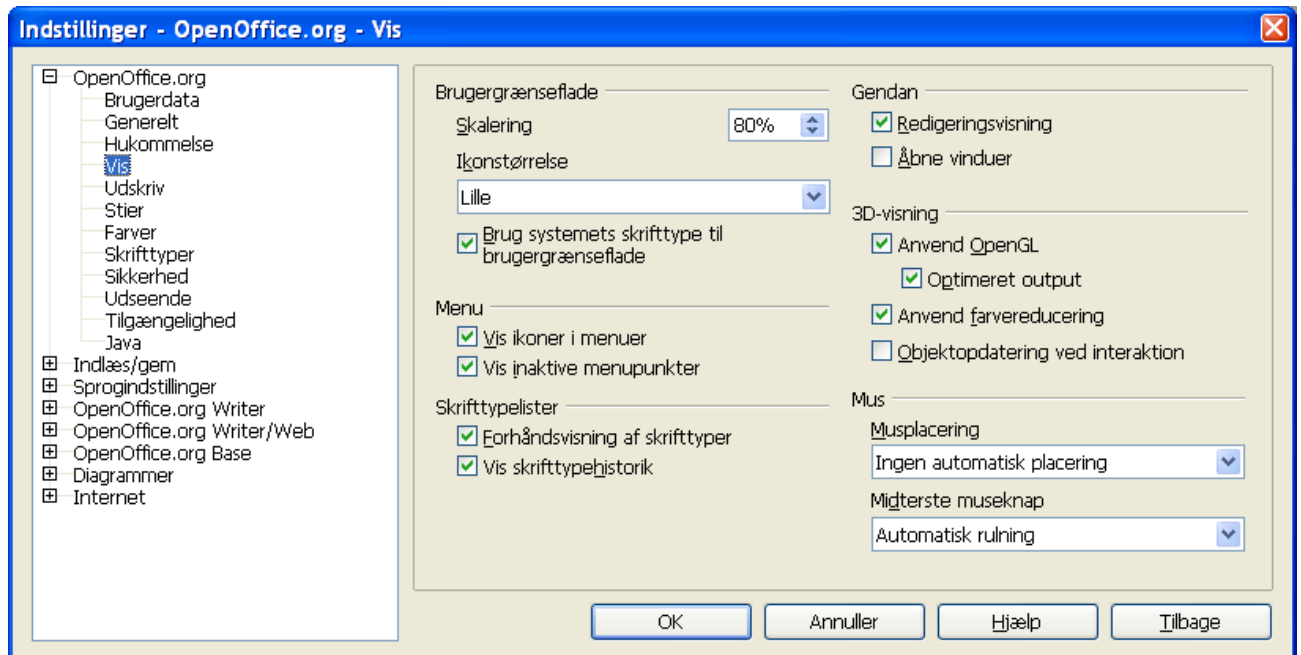 Indstillinger - OpenOffice.org - Vis
OpenOffice.org
Brugerdata
Generelt
Hukommelse
Vis
Udskriv
Stier
Farver
Skrifttyper
Sikkerhed
Udseende
Tilgængelighed
Java
Indlæs/gem
Sprogindstillinger
OpenOffice.org Writer
OpenOffice.org Writer/Web
OpenOffice.org Base
Diagrammer
Internet
Brugergrænseflade
Skalering 80%
Ikonstørrelse
Lille
Brug systemets skrifttype til
brugergrænseflade
Menu
Vis ikoner i menuer
Vis inaktive menupunkter
Skrifttypelister
Forhåndsvisning af skrifttyper
Vis skrifttypehistorik
Gendan
Redigeringsvisning
Åbne vinduer
3D-visning
Anvend OpenGL
Optimeret output
Anvend farvereducering
Objektopdatering ved interaktion
Mus
Musplacering
Ingen automatisk placering
Midterste museknap
Automatisk rulning
OK Annuller Hjælp Tilbage